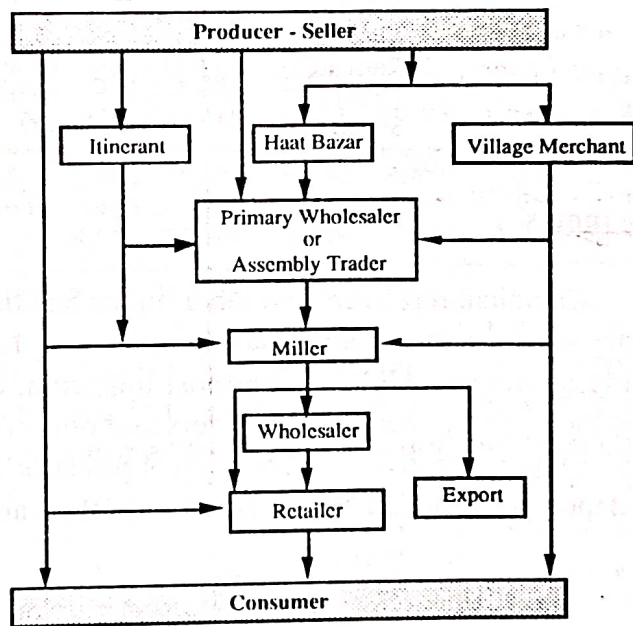 Producer - Seller
Itinerant
Haat Bazar
Village Merchant
Primary Wholesaler
or
Assembly Trader
Miller
Wholesaler
Retailer
Export
Consumer